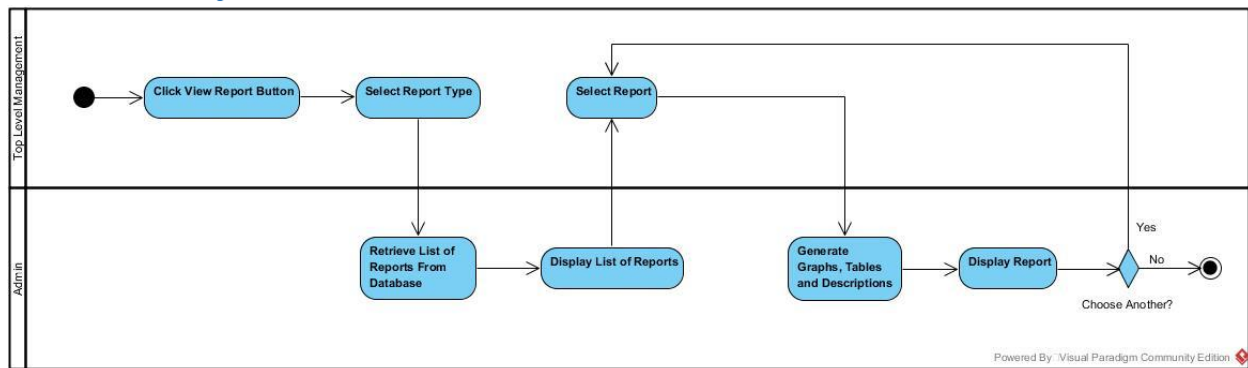 Top Level Management
Click View Report Button
Select Report Type
Select Report
Admin
Retrieve List of
Reports From
Database
Display List of Reports
Generate
Graphs, Tables
and Descriptions
Display Report
Yes
No
Choose Another?
Powered By Visual Paradigm Community Edition